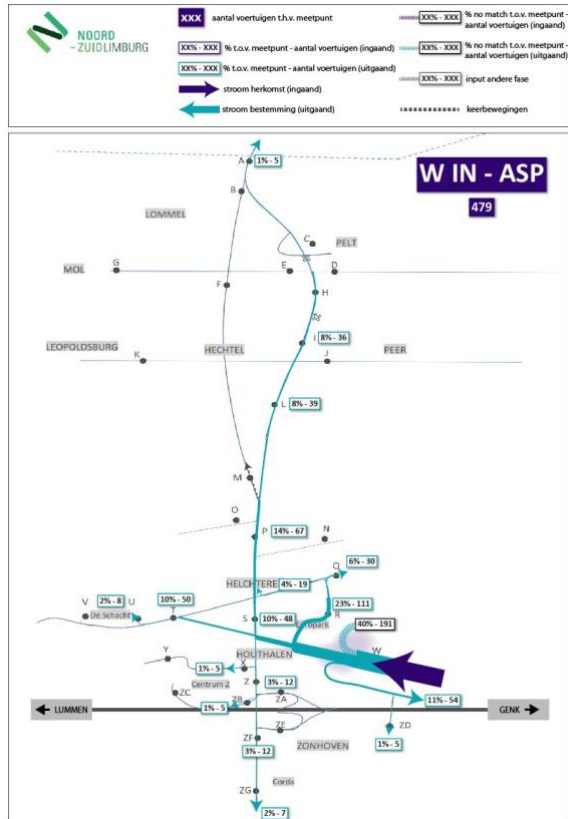 NOORD
-ZUIDLIMBURG
XXX
aantal voertuigen t.h.v. meetpunt
XX% - XXX
% t.o.v. meetpunt - aantal voertuigen (ingaand)
XX% - XXX
% t.o.v. meetpunt - aantal voertuigen (uitgaand)
stroom herkomst (ingaand)
stroom bestemming (uitgaand)
XX% - XXX
% no match t.o.v. meetpunt -
aantal voertuigen (ingaand)
XX% - XXX
% no match t.o.v. meetpunt -
aantal voertuigen (uitgaand)
XX% - XXX
input andere fase
keerbewegingen
W IN - ASP
479
A
1% - 5
B
LOMMEL
C
PELT
MOL
G
E
D
F
H
I
8% - 36
LEOPOLDSBURG
HECHTEL
PEER
K
J
L
8% - 39
M
O
P
14% - 67
N
6% - 30
Q
HELCHTEREN
4% - 19
2% - 8
10% - 50
23% - 111
V
U
De Schacht
T
S
10% - 48
R
Europark
40% - 191
HOUTHALEN
W
Y
X
1% - 5
Centrum Z
Z
3% - 12
ZC
ZB
ZA
1% - 5
11% - 54
LUMMEN
GENK
ZE
ZD
ZF
ZONHOVEN
1% - 5
3% - 12
Corda
ZG
2% - 7